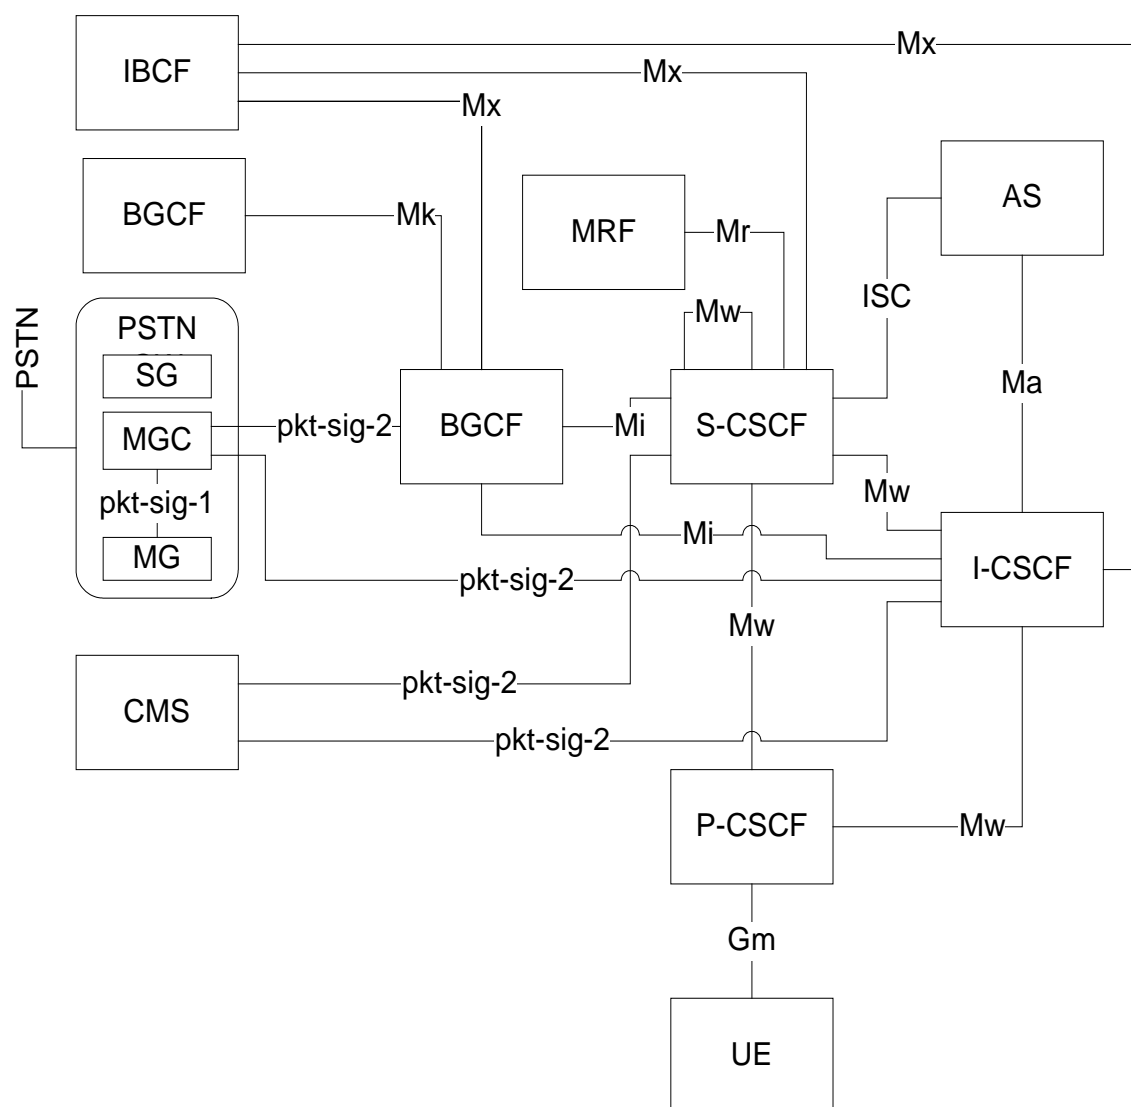 Mx
IBCF
Mx
Mx
BGCF
Mk
MRF
Mr
AS
ISC
PSTN
PSTN
Mw
SG
Ma
MGC
pkt-sig-2
BGCF
Mi
S-CSCF
pkt-sig-1
Mw
MG
Mi
pkt-sig-2
I-CSCF
Mw
pkt-sig-2
CMS
pkt-sig-2
P-CSCF
Mw
Gm
UE